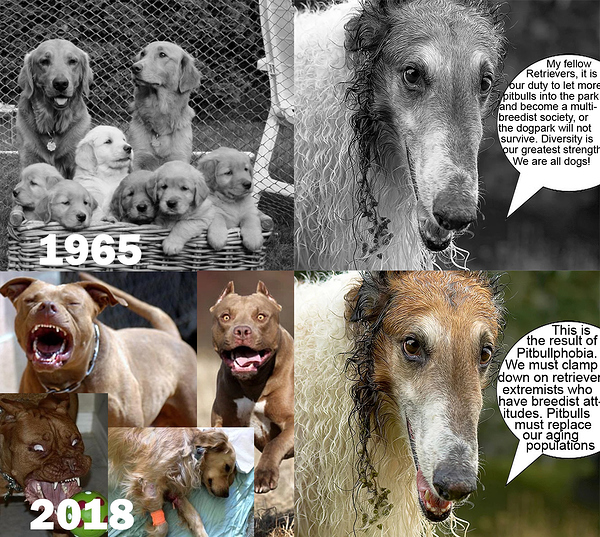 My fellow
Retrievers, it is
our duty to let more
pitbulls into the park
and become a multi-
breedist society, or
the dogpark will not
survive. Diversity is
our greatest strength
We are all dogs!
1965
This is
the result of
Pitbullphobia.
We must clamp
down on retriever
extremists who
have breedist att-
itudes. Pitbulls
must replace
our aging
populations
2018